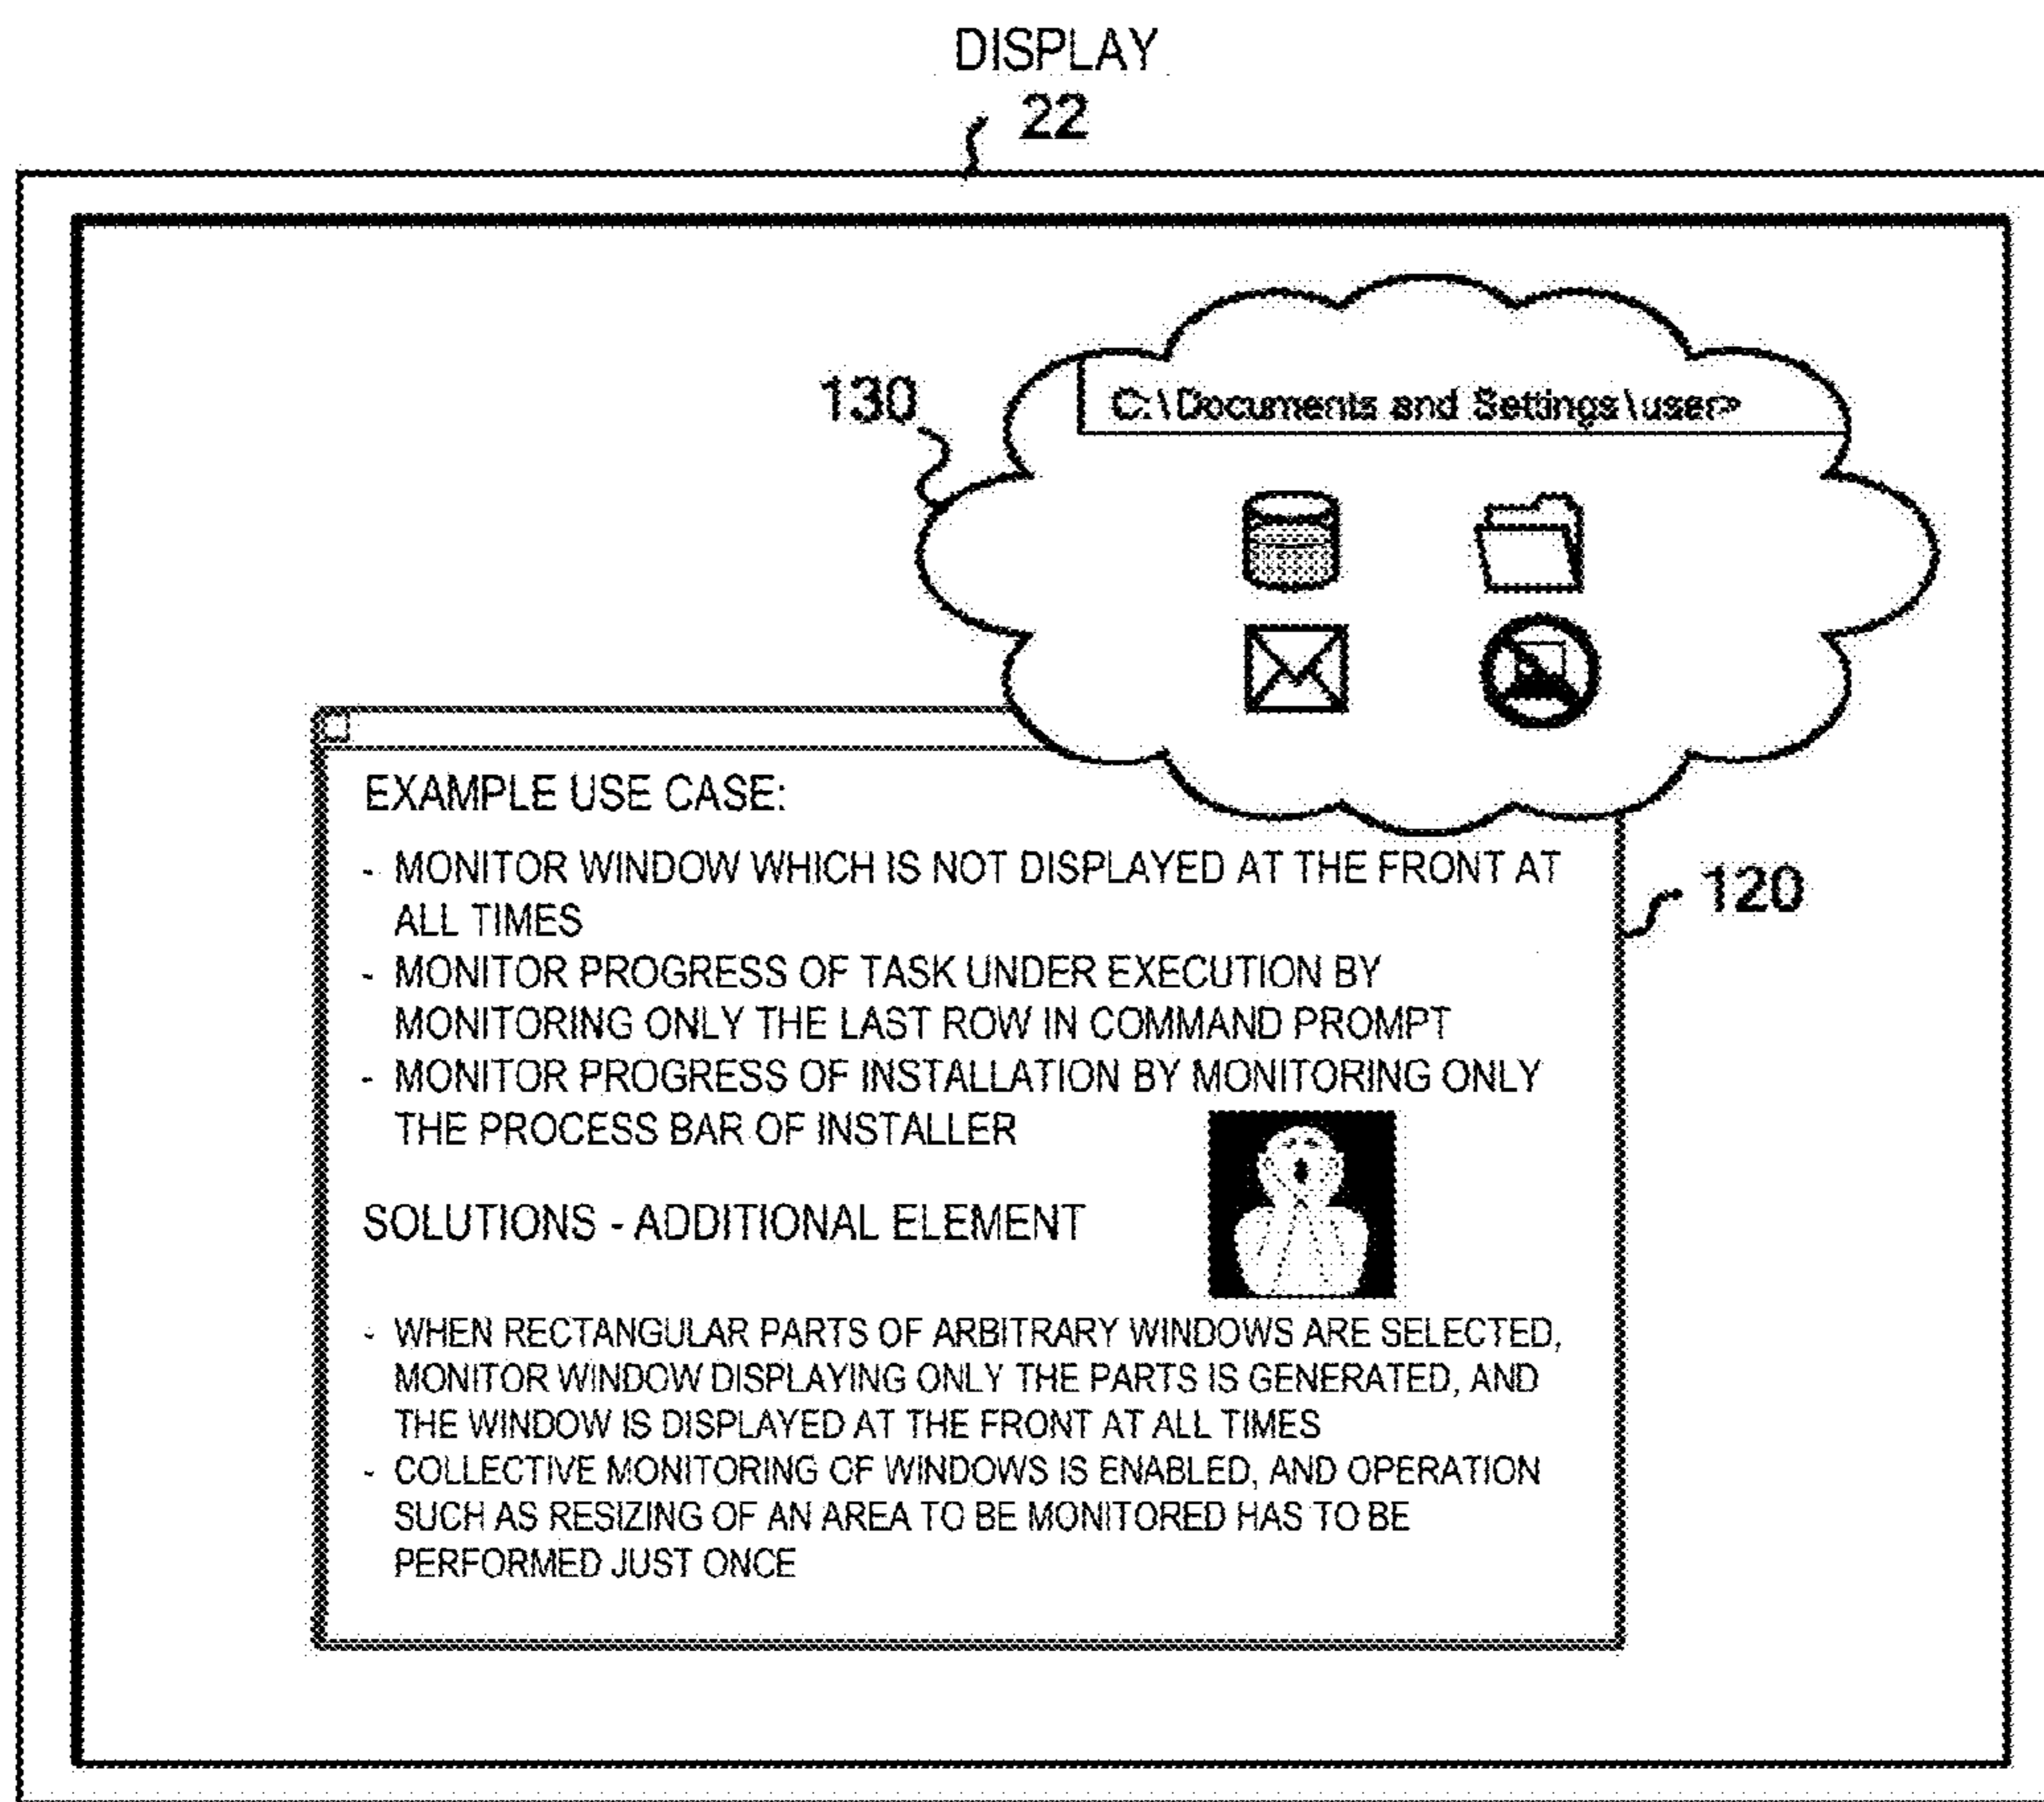 DISPLAY
22
130
C:\Documents and Settings\user>
EXAMPLE USE CASE:
- MONITOR WINDOW WHICH IS NOT DISPLAYED AT THE FRONT AT
ALL TIMES
120
- MONITOR PROGRESS OF TASK UNDER EXECUTION BY
MONITORING ONLY THE LAST ROW IN COMMAND PROMPT
- MONITOR PROGRESS OF INSTALLATION BY MONITORING ONLY
THE PROCESS BAR OF INSTALLER
SOLUTIONS - ADDITIONAL ELEMENT
- WHEN RECTANGULAR PARTS OF ARBITRARY WINDOWS ARE SELECTED,
MONITOR WINDOW DISPLAYING ONLY THE PARTS IS GENERATED, AND
THE WINDOW IS DISPLAYED AT THE FRONT AT ALL TIMES
- COLLECTIVE MONITORING OF WINDOWS IS ENABLED, AND OPERATION
SUCH AS RESIZING OF AN AREA TO BE MONITORED HAS TO BE
PERFORMED JUST ONCE